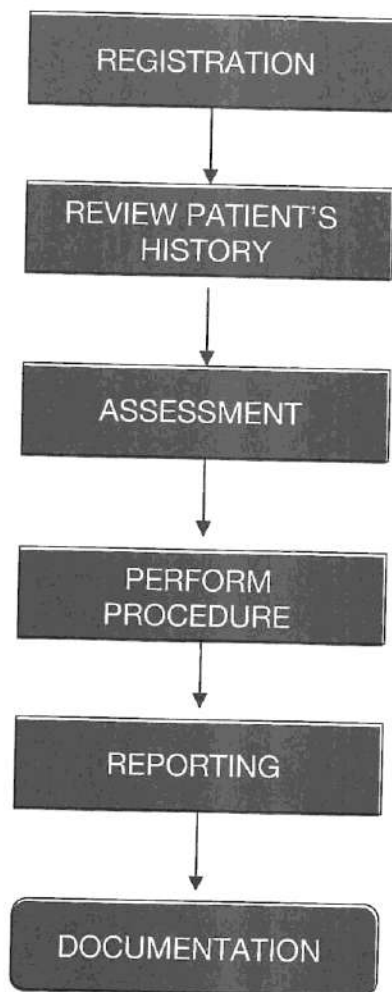 REGISTRATION
REVIEW PATIENT'S
HISTORY
ASSESSMENT
PERFORM
PROCEDURE
REPORTING
DOCUMENTATION